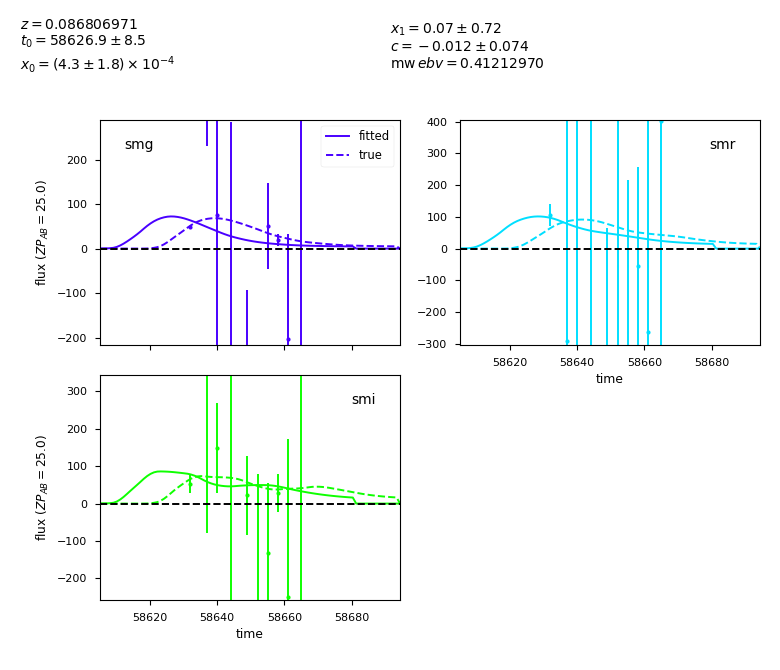 z = 0.086806971
t₀ = 58626.9 ± 8.5
x₀ = (4.3 ± 1.8) × 10⁻⁴
x₁ = 0.07 ± 0.72
c = −0.012 ± 0.074
mw ebv = 0.41212970
smg
fitted
true
200
100
0
−100
−200
flux (ZP_AB = 25.0)
smr
400
300
200
100
0
−100
−200
−300
58620 58640 58660 58680
time
smi
300
200
100
0
−100
−200
flux (ZP_AB = 25.0)
58620 58640 58660 58680
time